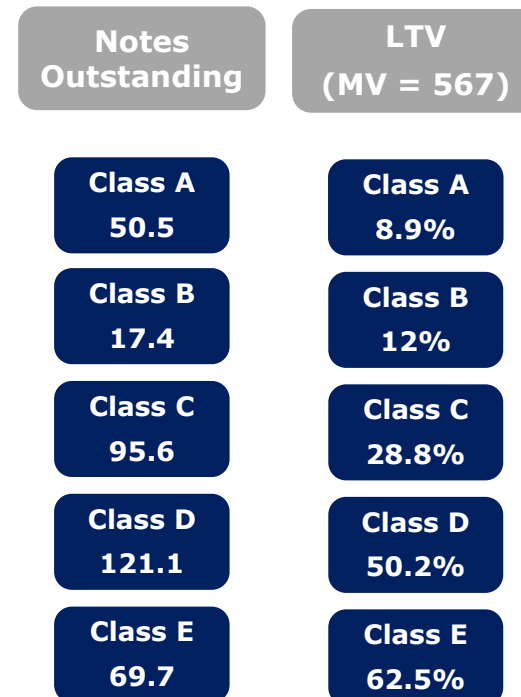 Notes
Outstanding
LTV
(MV = 567)
Class A
50.5
Class A
8.9%
Class B
17.4
Class B
12%
Class C
95.6
Class C
28.8%
Class D
121.1
Class D
50.2%
Class E
69.7
Class E
62.5%